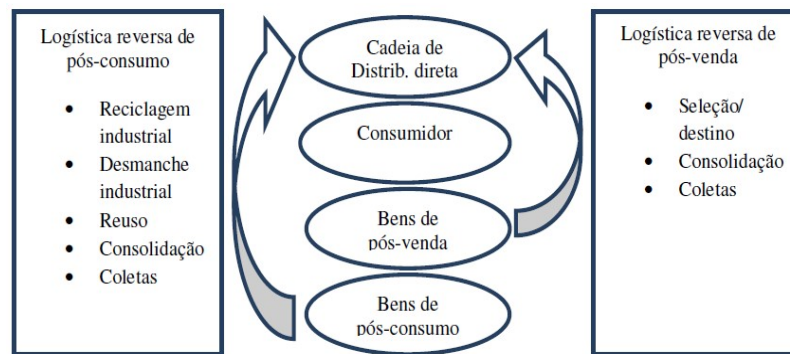 Logística reversa de
pós-consumo
• Reciclagem
industrial
• Desmanche
industrial
• Reuso
• Consolidação
• Coletas
Cadeia de
Distrib. direta
Consumidor
Bens de
pós-venda
Bens de
pós-consumo
Logística reversa de
pós-venda
• Seleção/
destino
• Consolidação
• Coletas